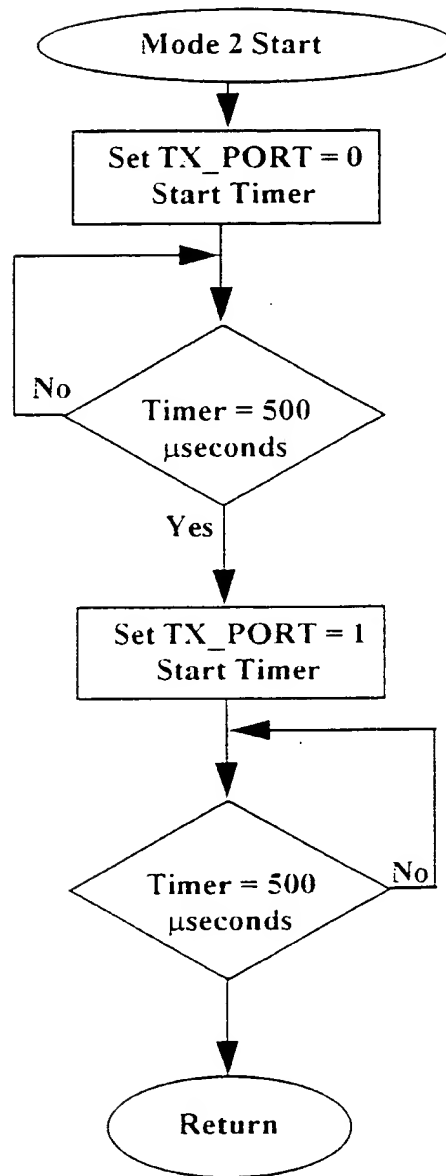 Mode 2 Start
Set TX_PORT = 0
Start Timer
No
Timer = 500
µseconds
Yes
Set TX_PORT = 1
Start Timer
Timer = 500
µseconds
No
Return